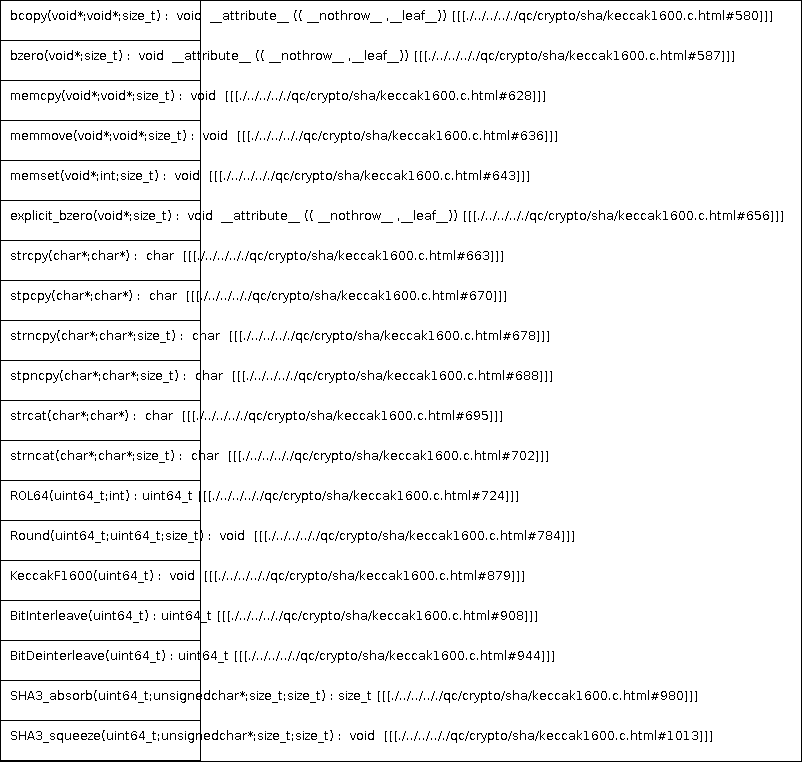 bcopy(void*;void*;size_t) :  void  __attribute__ (( __nothrow__ ,__leaf__)) [[[./../../../qc/crypto/sha/keccak1600.c.html#580]]]
bzero(void*;size_t) :  void  __attribute__ (( __nothrow__ ,__leaf__)) [[[./../../../qc/crypto/sha/keccak1600.c.html#587]]]
memcpy(void*;void*;size_t) :  void  [[[./../../../../qc/crypto/sha/keccak1600.c.html#628]]]
memmove(void*;void*;size_t) :  void  [[[./../../../../qc/crypto/sha/keccak1600.c.html#636]]]
memset(void*;int;size_t) :  void  [[[./../../../../qc/crypto/sha/keccak1600.c.html#643]]]
explicit_bzero(void*;size_t) :  void  __attribute__ (( __nothrow__ ,__leaf__)) [[[./../../../../qc/crypto/sha/keccak1600.c.html#656]]]
strcpy(char*;char*) :  char  [[[./../../../../qc/crypto/sha/keccak1600.c.html#663]]]
stpcpy(char*;char*) :  char  [[[./../../../../qc/crypto/sha/keccak1600.c.html#670]]]
strncpy(char*;char*;size_t) :  char  [[[./../../../../qc/crypto/sha/keccak1600.c.html#678]]]
stpncpy(char*;char*;size_t) :  char  [[[./../../../../qc/crypto/sha/keccak1600.c.html#688]]]
strcat(char*;char*) :  char  [[[./../../../../qc/crypto/sha/keccak1600.c.html#695]]]
strncat(char*;char*;size_t) :  char  [[[./../../../../qc/crypto/sha/keccak1600.c.html#702]]]
ROL64(uint64_t;int) : uint64_t [[[./../../../../qc/crypto/sha/keccak1600.c.html#724]]]
Round(uint64_t;uint64_t;size_t) :  void  [[[./../../../../qc/crypto/sha/keccak1600.c.html#784]]]
KeccakF1600(uint64_t) :  void  [[[./../../../../qc/crypto/sha/keccak1600.c.html#879]]]
BitInterleave(uint64_t) : uint64_t [[[./../../../../qc/crypto/sha/keccak1600.c.html#908]]]
BitDeinterleave(uint64_t) : uint64_t [[[./../../../../qc/crypto/sha/keccak1600.c.html#944]]]
SHA3_absorb(uint64_t;unsignedchar*;size_t;size_t) : size_t [[[./../../../../qc/crypto/sha/keccak1600.c.html#980]]]
SHA3_squeeze(uint64_t;unsignedchar*;size_t;size_t) :  void  [[[./../../../../qc/crypto/sha/keccak1600.c.html#1013]]]